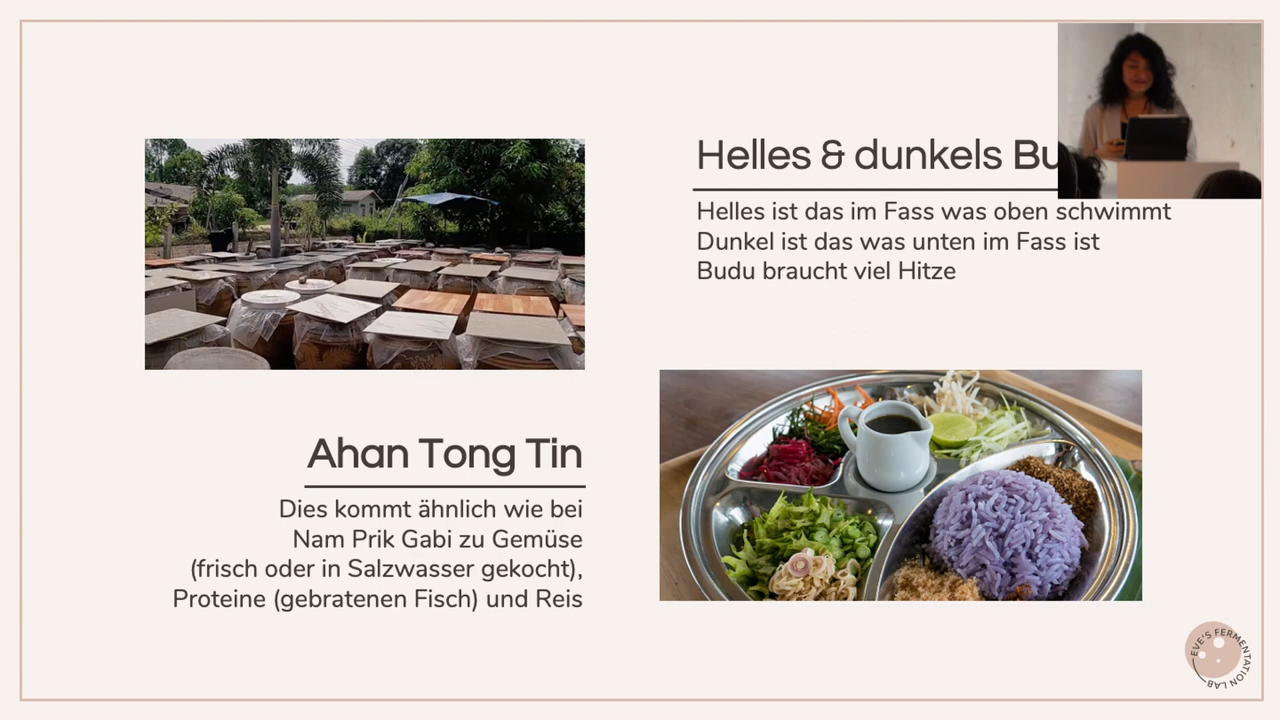 Helles & dunkels Bu
Helles ist das im Fass was oben schwimmt
Dunkel ist das was unten im Fass ist
Budu braucht viel Hitze
Ahan Tong Tin
Dies kommt ähnlich wie bei
Nam Prik Gabi zu Gemüse
(frisch oder in Salzwasser gekocht),
Proteine (gebratenen Fisch) und Reis
EVE'S FERMENTATION LAB